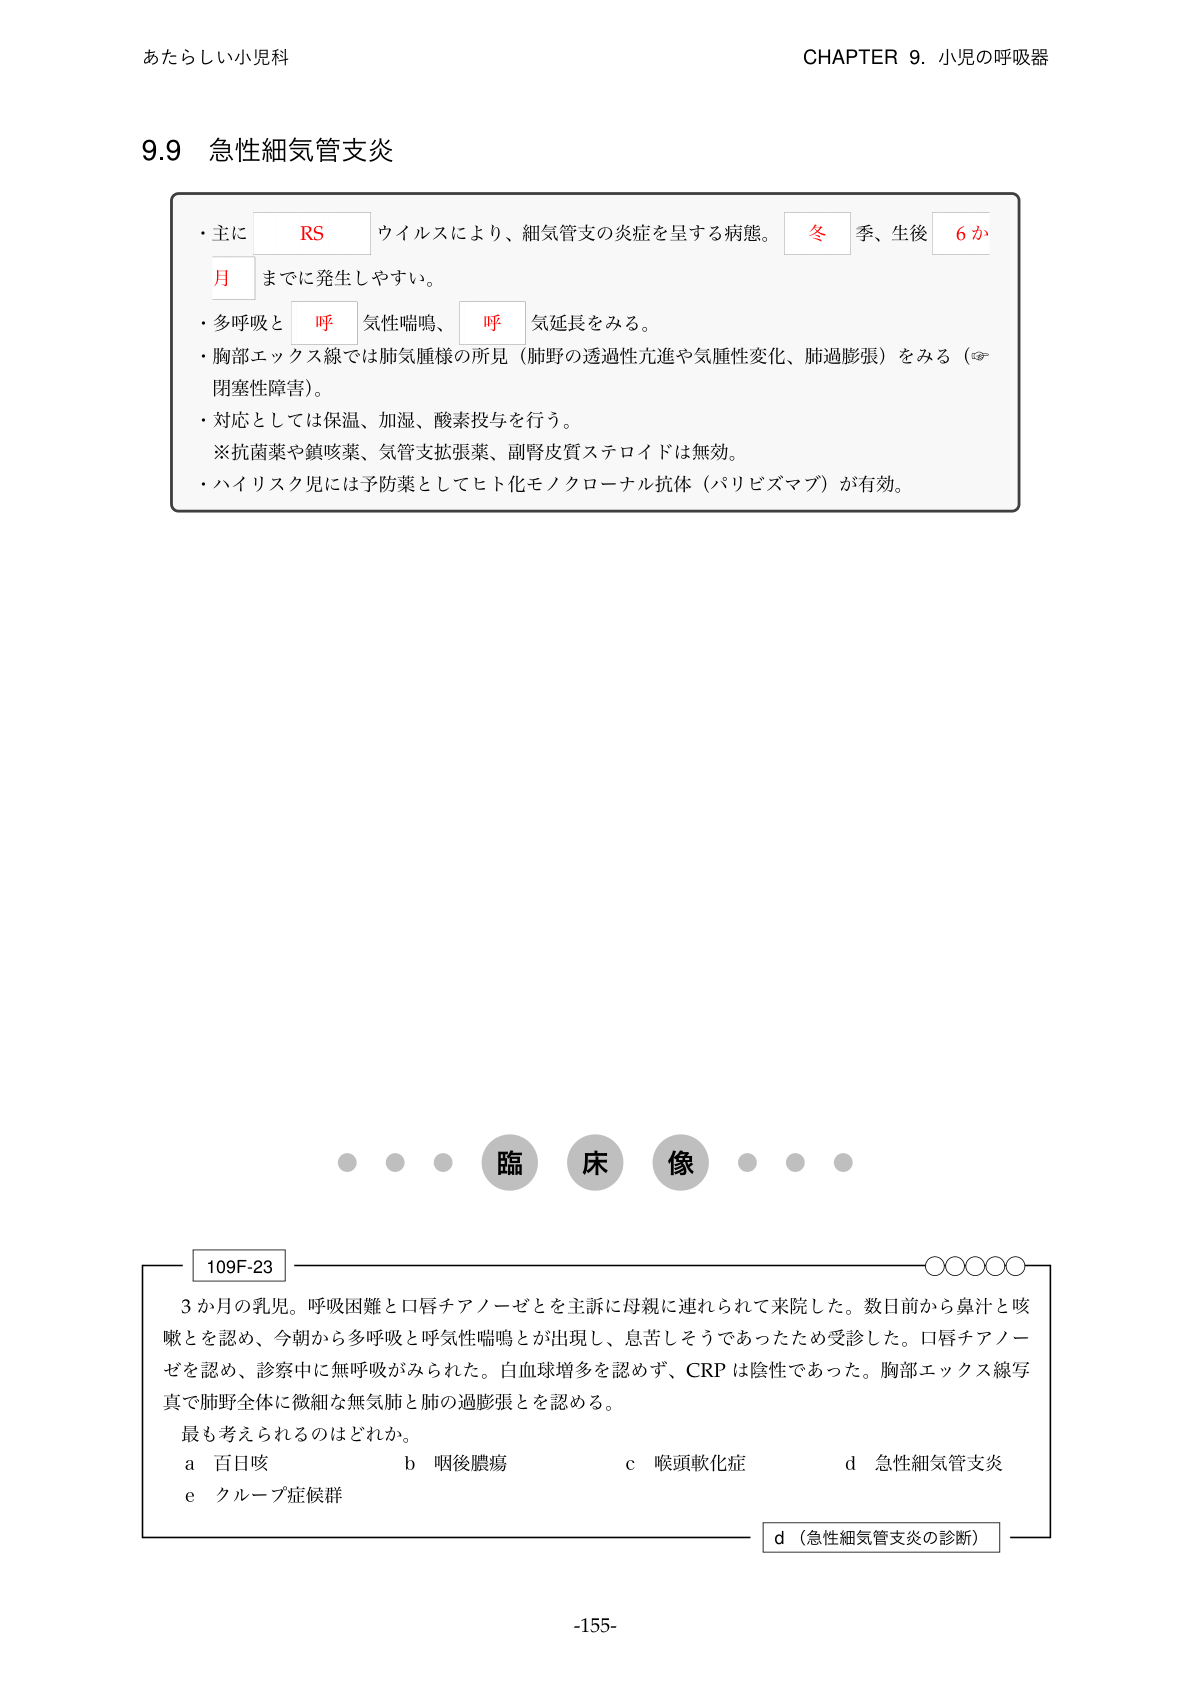 あたらしい小児科
CHAPTER 9. 小児の呼吸器
9.9 急性細気管支炎
・主に RS ウイルスにより、細気管支の炎症を呈する病態。 冬 季、生後 6 か
月 までに発生しやすい。
・多呼吸と 呼 気性喘鳴、 呼 気延長をみる。
・胸部エックス線では肺気腫様の所見（肺野の透過性亢進や気腫性変化、肺過膨張）をみる（☞
閉塞性障害）。
・対応としては保温、加湿、酸素投与を行う。
※抗菌薬や鎮咳薬、気管支拡張薬、副腎皮質ステロイドは無効。
・ハイリスク児には予防薬としてヒト化モノクローナル抗体（パリビズマブ）が有効。
臨 床 像
109F-23
○○○○○
3 か月の乳児。呼吸困難と口唇チアノーゼとを主訴に母親に連れられて来院した。数日前から鼻汁と咳
嗽とを認め、今朝から多呼吸と呼気性喘鳴とが出現し、息苦しそうであったため受診した。口唇チアノー
ゼを認め、診察中に無呼吸がみられた。白血球増多を認めず、CRP は陰性であった。胸部エックス線写
真で肺野全体に微細な無気肺と肺の過膨張とを認める。
最も考えられるのはどれか。
a 百日咳 b 咽後膿瘍 c 喉頭軟化症 d 急性細気管支炎
e クループ症候群
d （急性細気管支炎の診断）
-155-